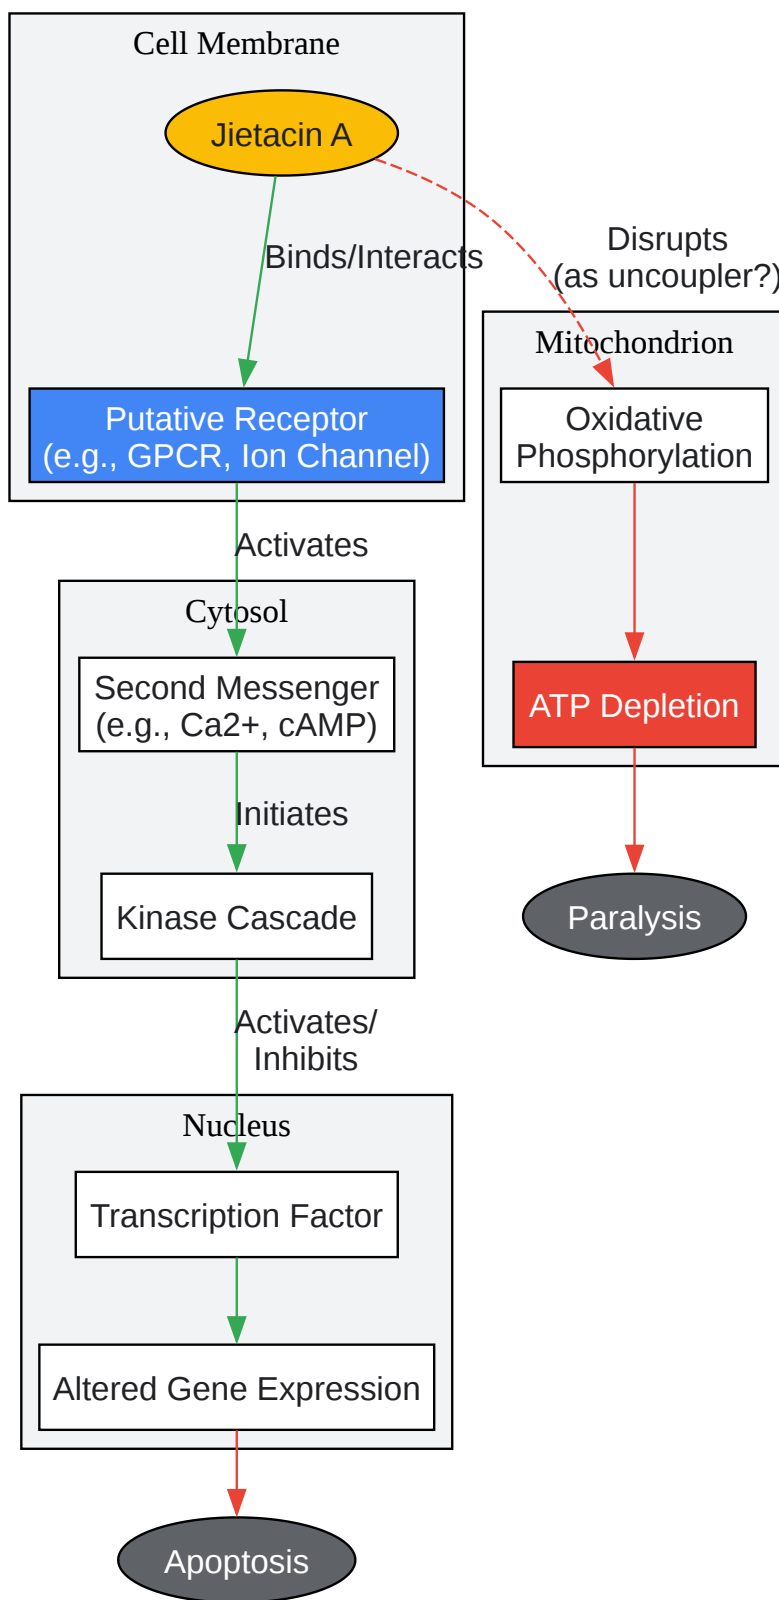 Cell Membrane
Jietacin A
Binds/Interacts
Disrupts
(as uncoupler?)
Putative Receptor
(e.g., GPCR, Ion Channel)
Mitochondrion
Oxidative
Phosphorylation
Activates
Cytosol
Second Messenger
(e.g., Ca2+, cAMP)
ATP Depletion
Initiates
Kinase Cascade
Paralysis
Activates/
Inhibits
Nucleus
Transcription Factor
Altered Gene Expression
Apoptosis